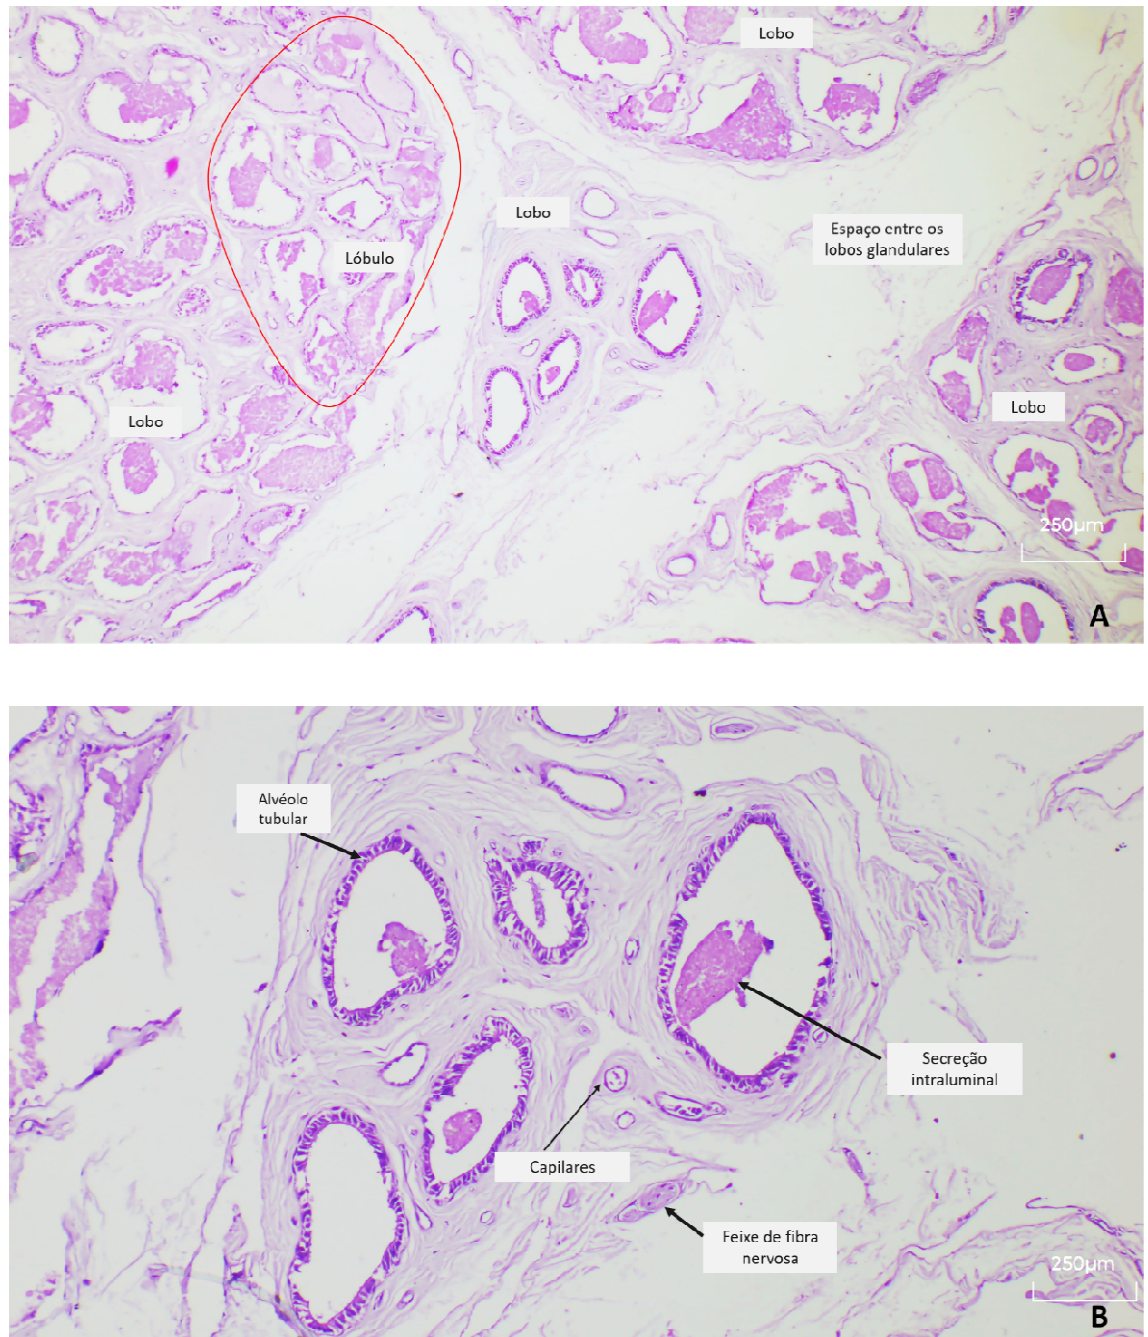 Lobo
Lobo
Espaço entre os
lobos glandulares
Lóbulo
Lobo
Lobo
250µm
A
Alvéolo
tubular
Secreção
intraluminal
Capilares
Feixe de fibra
nervosa
250µm
B